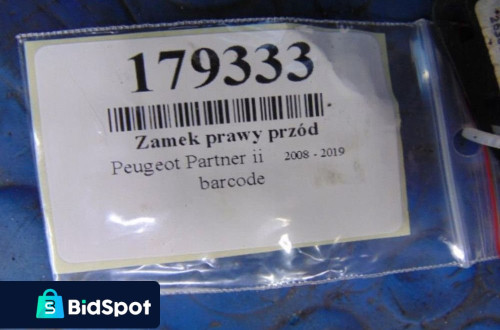 179333
Zamek prawy przód
Peugeot Partner ii 2008 - 2019
barcode
BidSpot